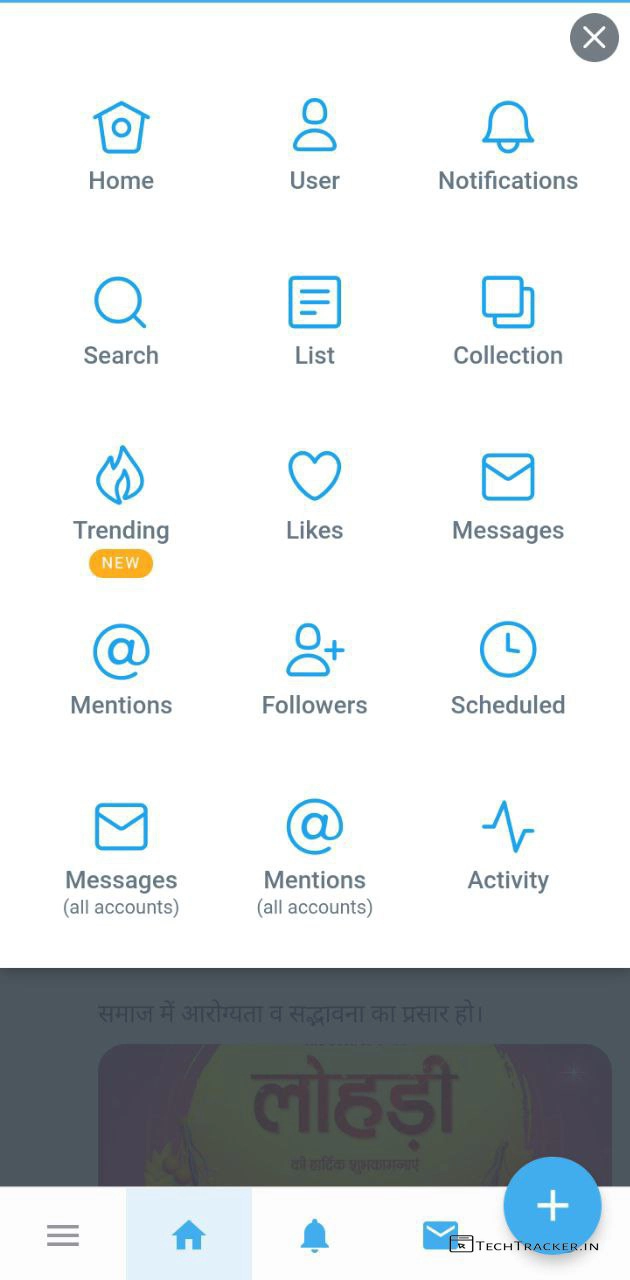 Home User Notifications
Search List Collection
Trending Likes Messages
NEW
Mentions Followers Scheduled
Messages Mentions Activity
(all accounts) (all accounts)
समाज में आरोग्यता व सद्भावना का प्रसार हो।
लोहड़ी
की हार्दिक शुभकामनाएं
TECHTRACKER.IN